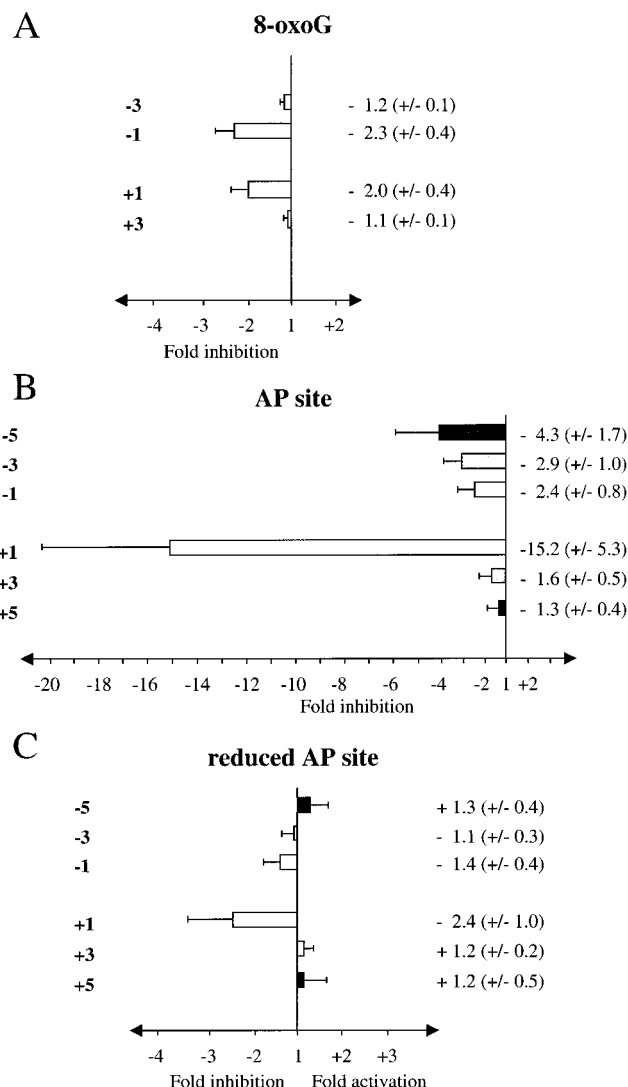 A
8-oxoG
-3 - 1.2 (+/- 0.1)
-1 - 2.3 (+/- 0.4)
+1 - 2.0 (+/- 0.4)
+3 - 1.1 (+/- 0.1)
-4 -3 -2 1 +2
Fold inhibition
B
AP site
-5 - 4.3 (+/- 1.7)
-3 - 2.9 (+/- 1.0)
-1 - 2.4 (+/- 0.8)
+1 -15.2 (+/- 5.3)
+3 - 1.6 (+/- 0.5)
+5 - 1.3 (+/- 0.4)
-20 -18 -16 -14 -12 -10 -8 -6 -4 -2 1 +2
Fold inhibition
C
reduced AP site
-5 + 1.3 (+/- 0.4)
-3 - 1.1 (+/- 0.3)
-1 - 1.4 (+/- 0.4)
+1 - 2.4 (+/- 1.0)
+3 + 1.2 (+/- 0.2)
+5 + 1.2 (+/- 0.5)
-4 -3 -2 1 +2 +3
Fold inhibition Fold activation